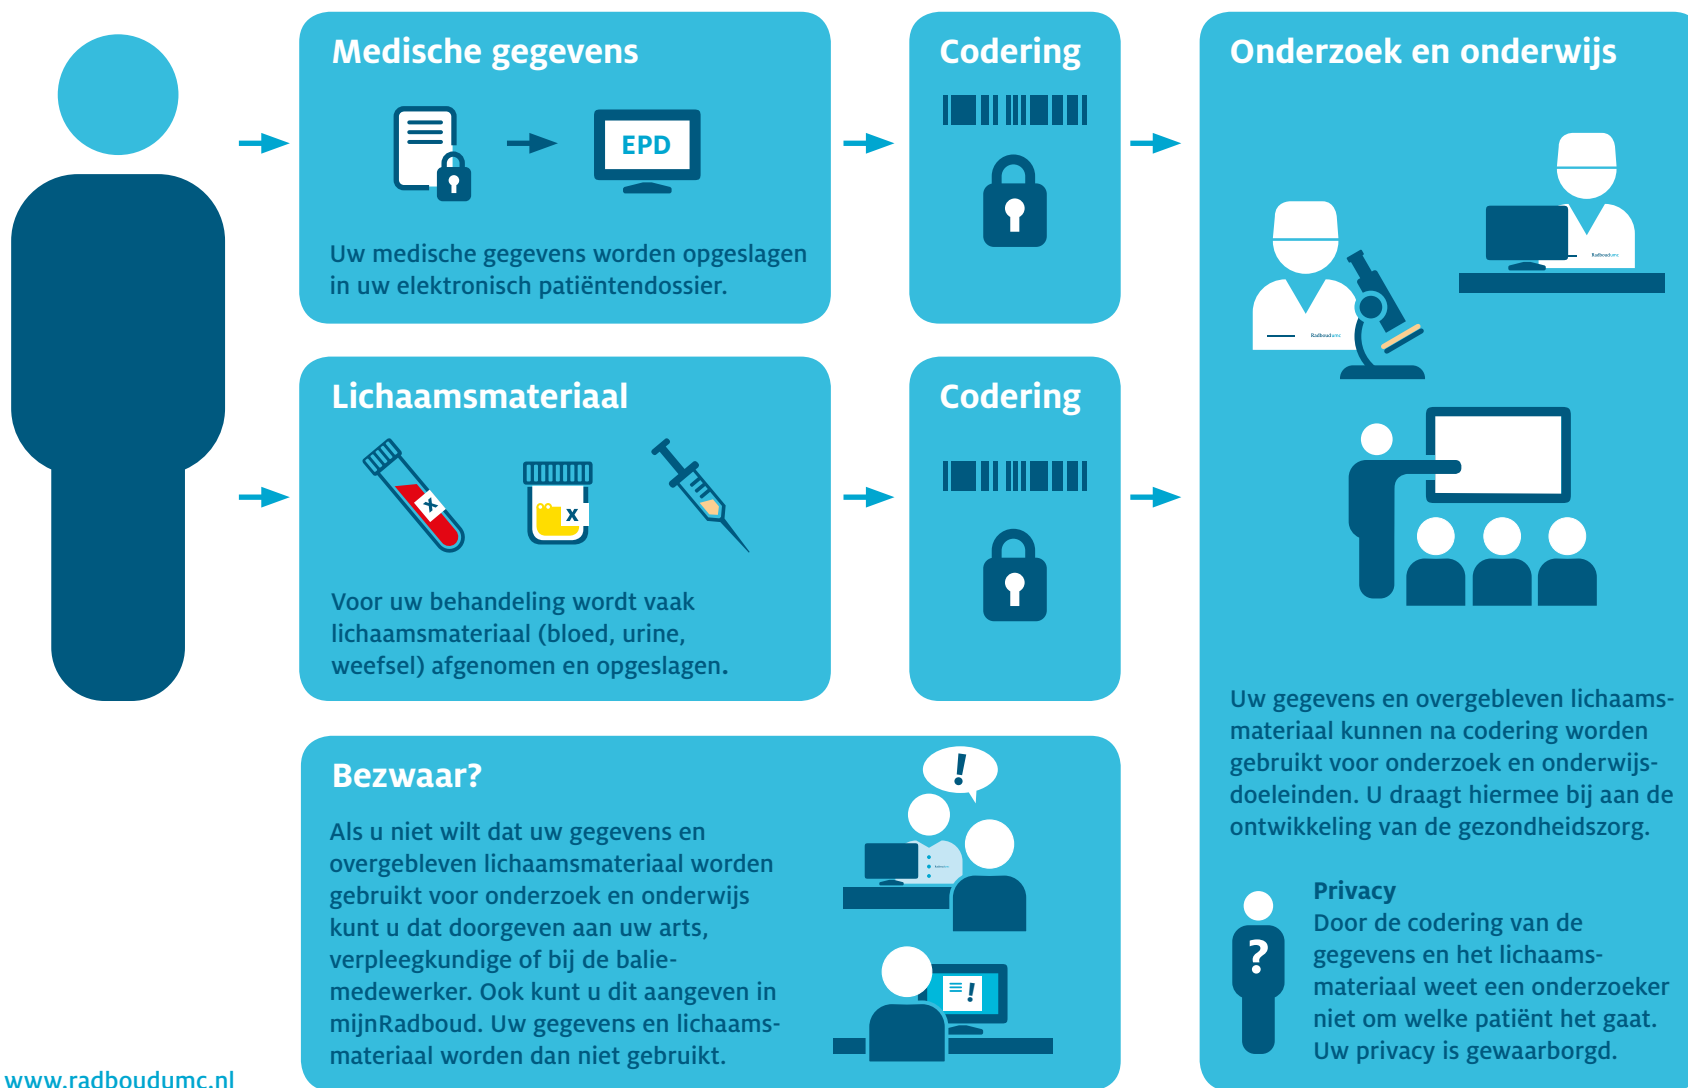 Medische gegevens
EPD
Uw medische gegevens worden opgeslagen
in uw elektronisch patiëntendossier.
Codering
Lichaamsmateriaal
X
X
Voor uw behandeling wordt vaak
lichaamsmateriaal (bloed, urine,
weefsel) afgenomen en opgeslagen.
Codering
Bezwaar?
Als u niet wilt dat uw gegevens en
overgebleven lichaamsmateriaal worden
gebruikt voor onderzoek en onderwijs
kunt u dat doorgeven aan uw arts,
verpleegkundige of bij de balie-
medewerker. Ook kunt u dit aangeven in
mijnRadboud. Uw gegevens en lichaams-
materiaal worden dan niet gebruikt.
!
!
Onderzoek en onderwijs
Radboudumc
Radboudumc
Uw gegevens en overgebleven lichaams-
materiaal kunnen na codering worden
gebruikt voor onderzoek en onderwijs-
doeleinden. U draagt hiermee bij aan de
ontwikkeling van de gezondheidszorg.
?
Privacy
Door de codering van de
gegevens en het lichaams-
materiaal weet een onderzoeker
niet om welke patiënt het gaat.
Uw privacy is gewaarborgd.
www.radboudumc.nl